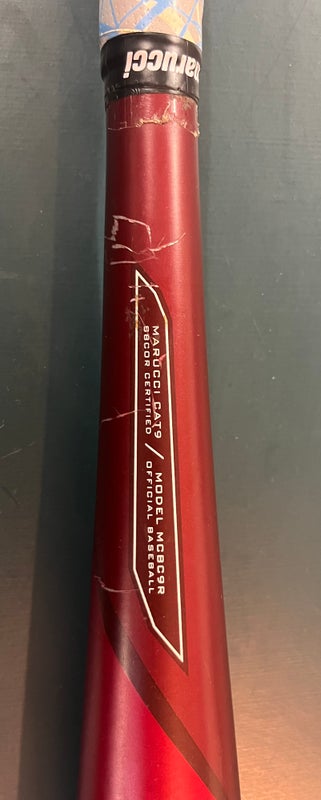 marucci
MARUCCI CAT9 / MODEL MCBC9R
BBCOR CERTIFIED / OFFICIAL BASEBALL